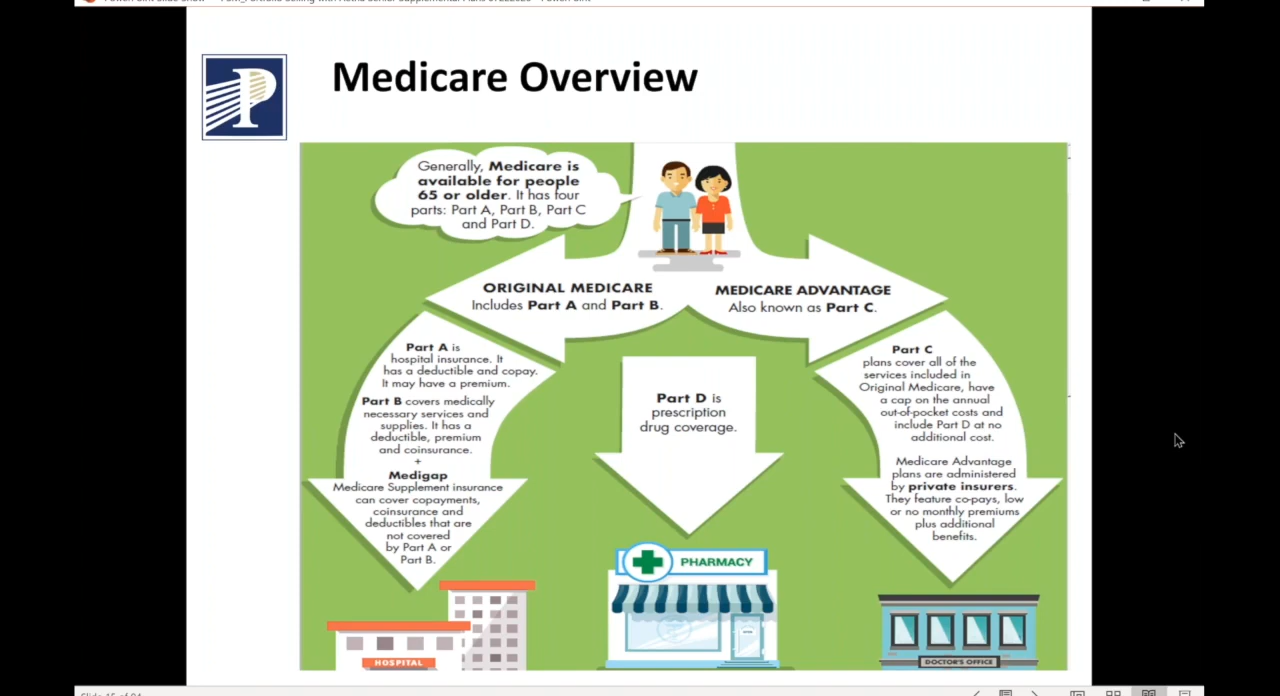 P
Medicare Overview
Generally, Medicare is
available for people
65 or older. It has four
parts: Part A, Part B, Part C
and Part D.
ORIGINAL MEDICARE
Includes Part A and Part B.
MEDICARE ADVANTAGE
Also known as Part C.
Part A is
hospital insurance. It
has a deductible and copay.
It may have a premium.
Part B covers medically
necessary services and
supplies. It has a
deductible, premium
and coinsurance.
+
Medigap
Medicare Supplement insurance
can cover copayments,
coinsurance and
deductibles that are
not covered
by Part A or
Part B.
Part D is
prescription
drug coverage.
Part C
plans cover all of the
services included in
Original Medicare, have
a cap on the annual
out-of-pocket costs and
include Part D at no
additional cost.
Medicare Advantage
plans are administered
by private insurers.
They feature co-pays, low
or no monthly premiums
plus additional
benefits.
PHARMACY
HOSPITAL
DOCTOR'S OFFICE